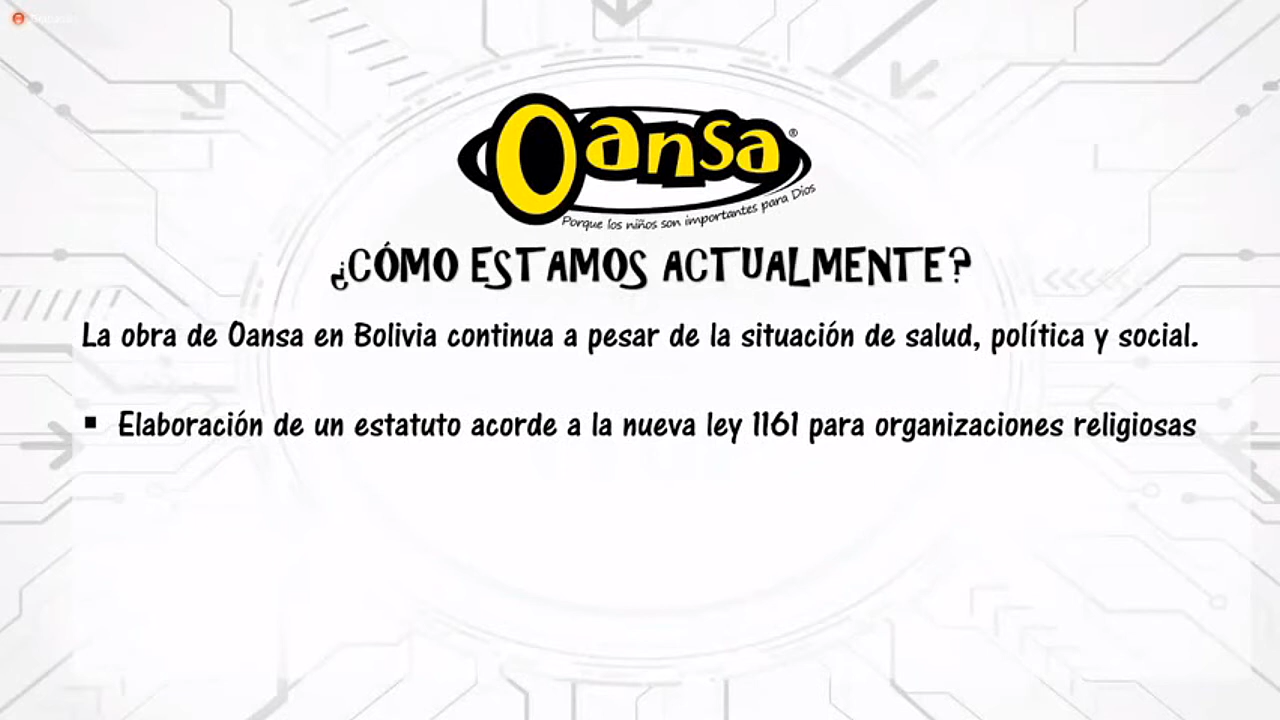 Oansa®
Porque los niños son importantes para Dios
¿CÓMO ESTAMOS ACTUALMENTE?
La obra de Oansa en Bolivia continua a pesar de la situación de salud, política y social.
▪ Elaboración de un estatuto acorde a la nueva ley 1161 para organizaciones religiosas